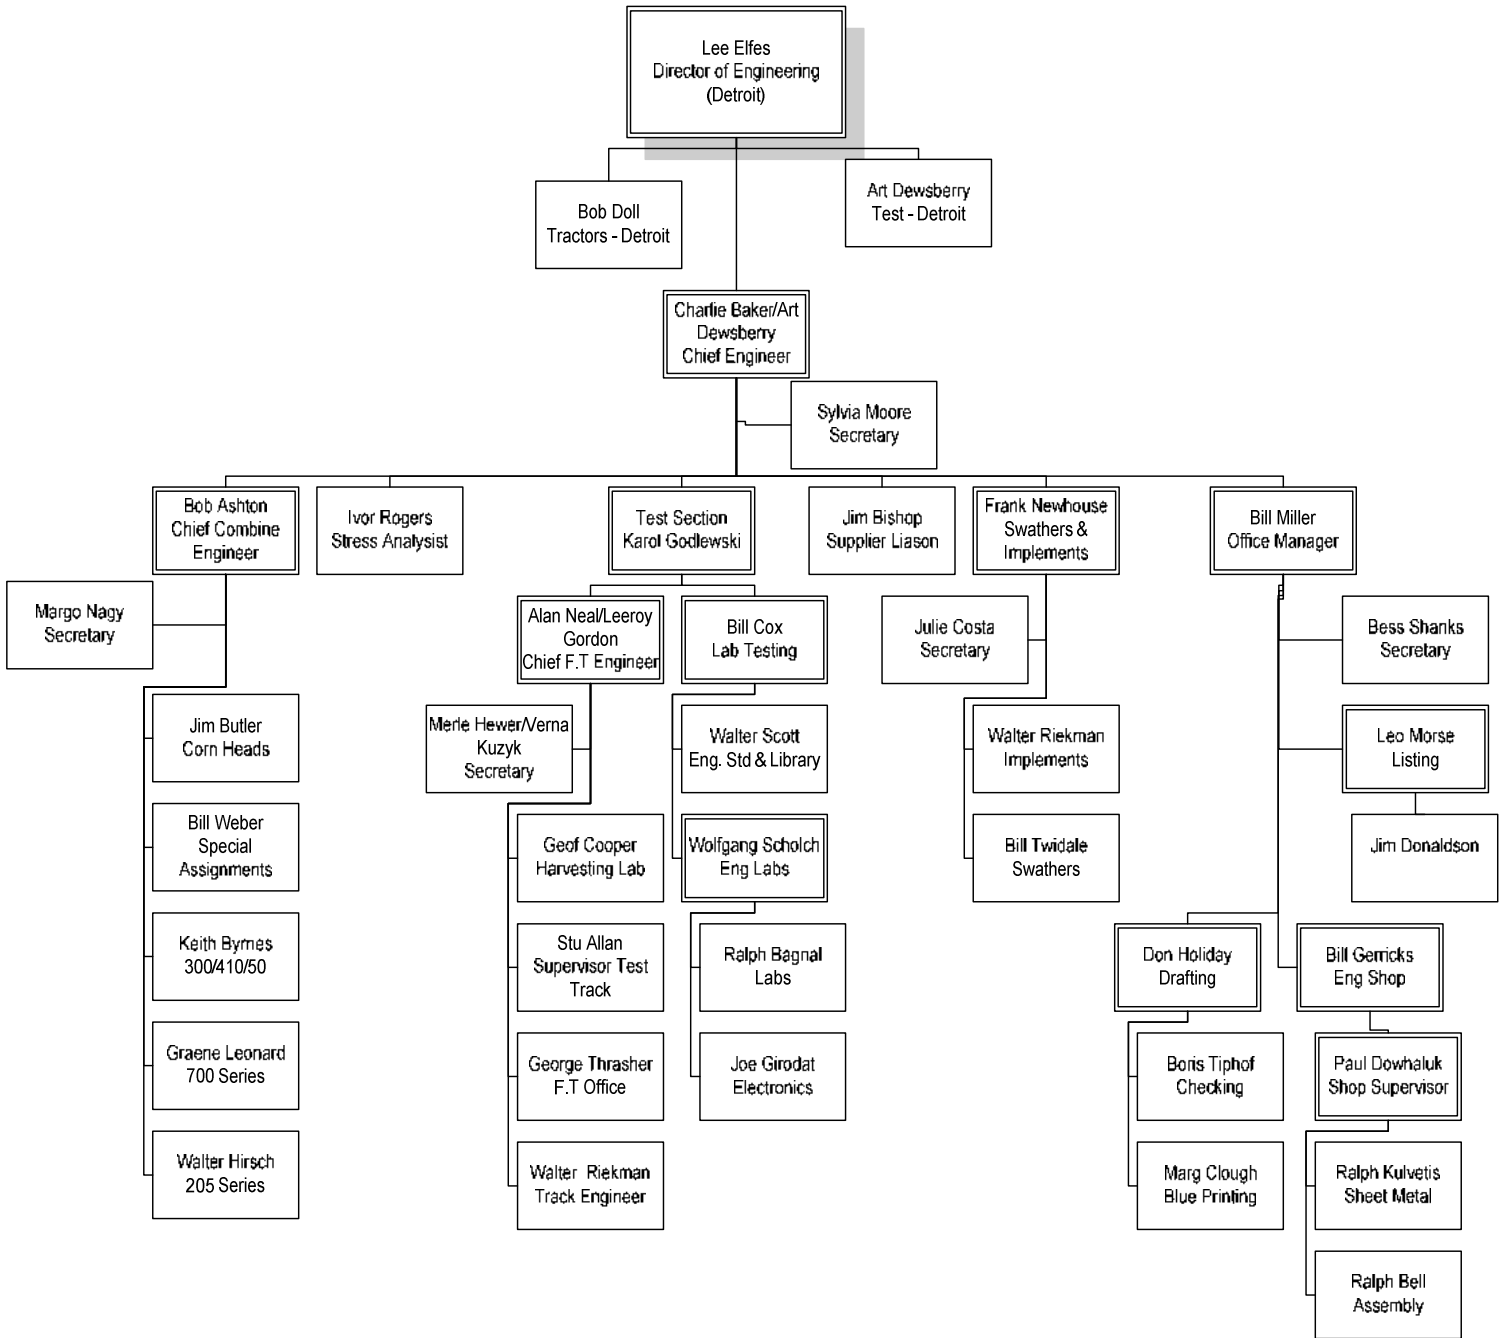 Lee Elfes
Director of Engineering
(Detroit)
Bob Doll
Tractors - Detroit
Art Dewsberry
Test - Detroit
Charlie Baker/Art
Dewsberry
Chief Engineer
Sylvia Moore
Secretary
Bob Ashton
Chief Combine
Engineer
Ivor Rogers
Stress Analysist
Test Section
Karol Godlewski
Jim Bishop
Supplier Liason
Frank Newhouse
Swathers &
Implements
Bill Miller
Office Manager
Margo Nagy
Secretary
Jim Butler
Corn Heads
Bill Weber
Special
Assignments
Keith Byrnes
300/410/50
Graene Leonard
700 Series
Walter Hirsch
205 Series
Alan Neal/Leeroy
Gordon
Chief F.T Engineer
Merle Hewer/Verna
Kuzyk
Secretary
Geof Cooper
Harvesting Lab
Stu Allan
Supervisor Test
Track
George Thrasher
F.T Office
Walter Riekman
Track Engineer
Bill Cox
Lab Testing
Walter Scott
Eng. Std & Library
Wolfgang Scholch
Eng Labs
Ralph Bagnal
Labs
Joe Girodat
Electronics
Julie Costa
Secretary
Walter Riekman
Implements
Bill Twidale
Swathers
Bess Shanks
Secretary
Leo Morse
Listing
Jim Donaldson
Don Holiday
Drafting
Boris Tiphof
Checking
Marg Clough
Blue Printing
Bill Gerricks
Eng Shop
Paul Dowhaluk
Shop Supervisor
Ralph Kulvetis
Sheet Metal
Ralph Bell
Assembly